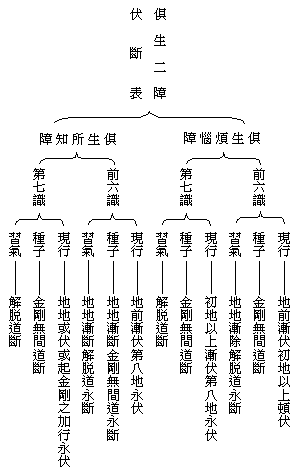 俱生二障
伏斷表
俱生煩惱障
俱生所知障
前六識
第七識
前六識
第七識
現行
種子
習氣
現行
種子
習氣
現行
種子
習氣
現行
種子
習氣
地前漸伏初地以上頓伏
金剛無間道斷
地地漸除解脱道永斷
初地以上漸伏第八地永伏
金剛無間道斷
解脱道斷
地前漸伏第八地永伏
地地漸斷金剛無間道永斷
地地漸斷解脱道永斷
地地或伏或起金剛之加行永伏
金剛無間道斷
解脱道斷